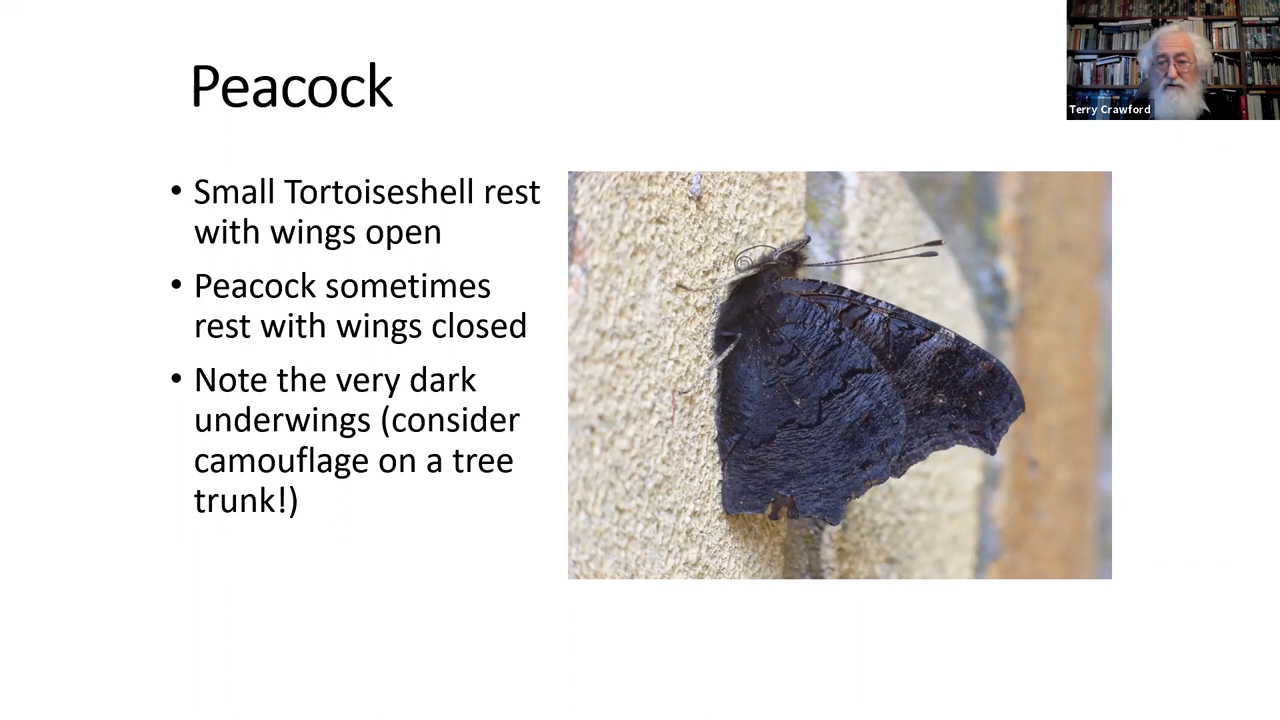 Peacock
Terry Crawford
• Small Tortoiseshell rest
with wings open
• Peacock sometimes
rest with wings closed
• Note the very dark
underwings (consider
camouflage on a tree
trunk!)